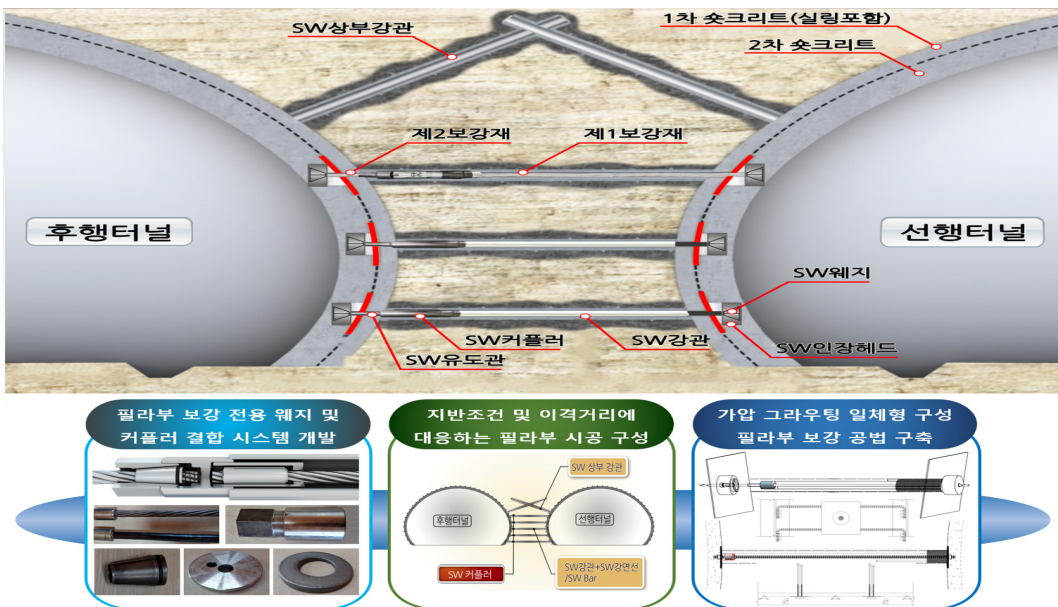 SW상부강관
1차 숏크리트(실링포함)
2차 숏크리트
제2보강재
제1보강재
후행터널
선행터널
SW웨지
SW커플러
SW강관
SW유도관
SW인장헤드
필라부 보강 전용 웨지 및
커플러 결합 시스템 개발
지반조건 및 이격거리에
대응하는 필라부 시공 구성
SW 상부 강관
후행터널
선행터널
SW 커플러
SW강관+SW강연선
/SW Bar
가압 그라우팅 일체형 구성
필라부 보강 공법 구축